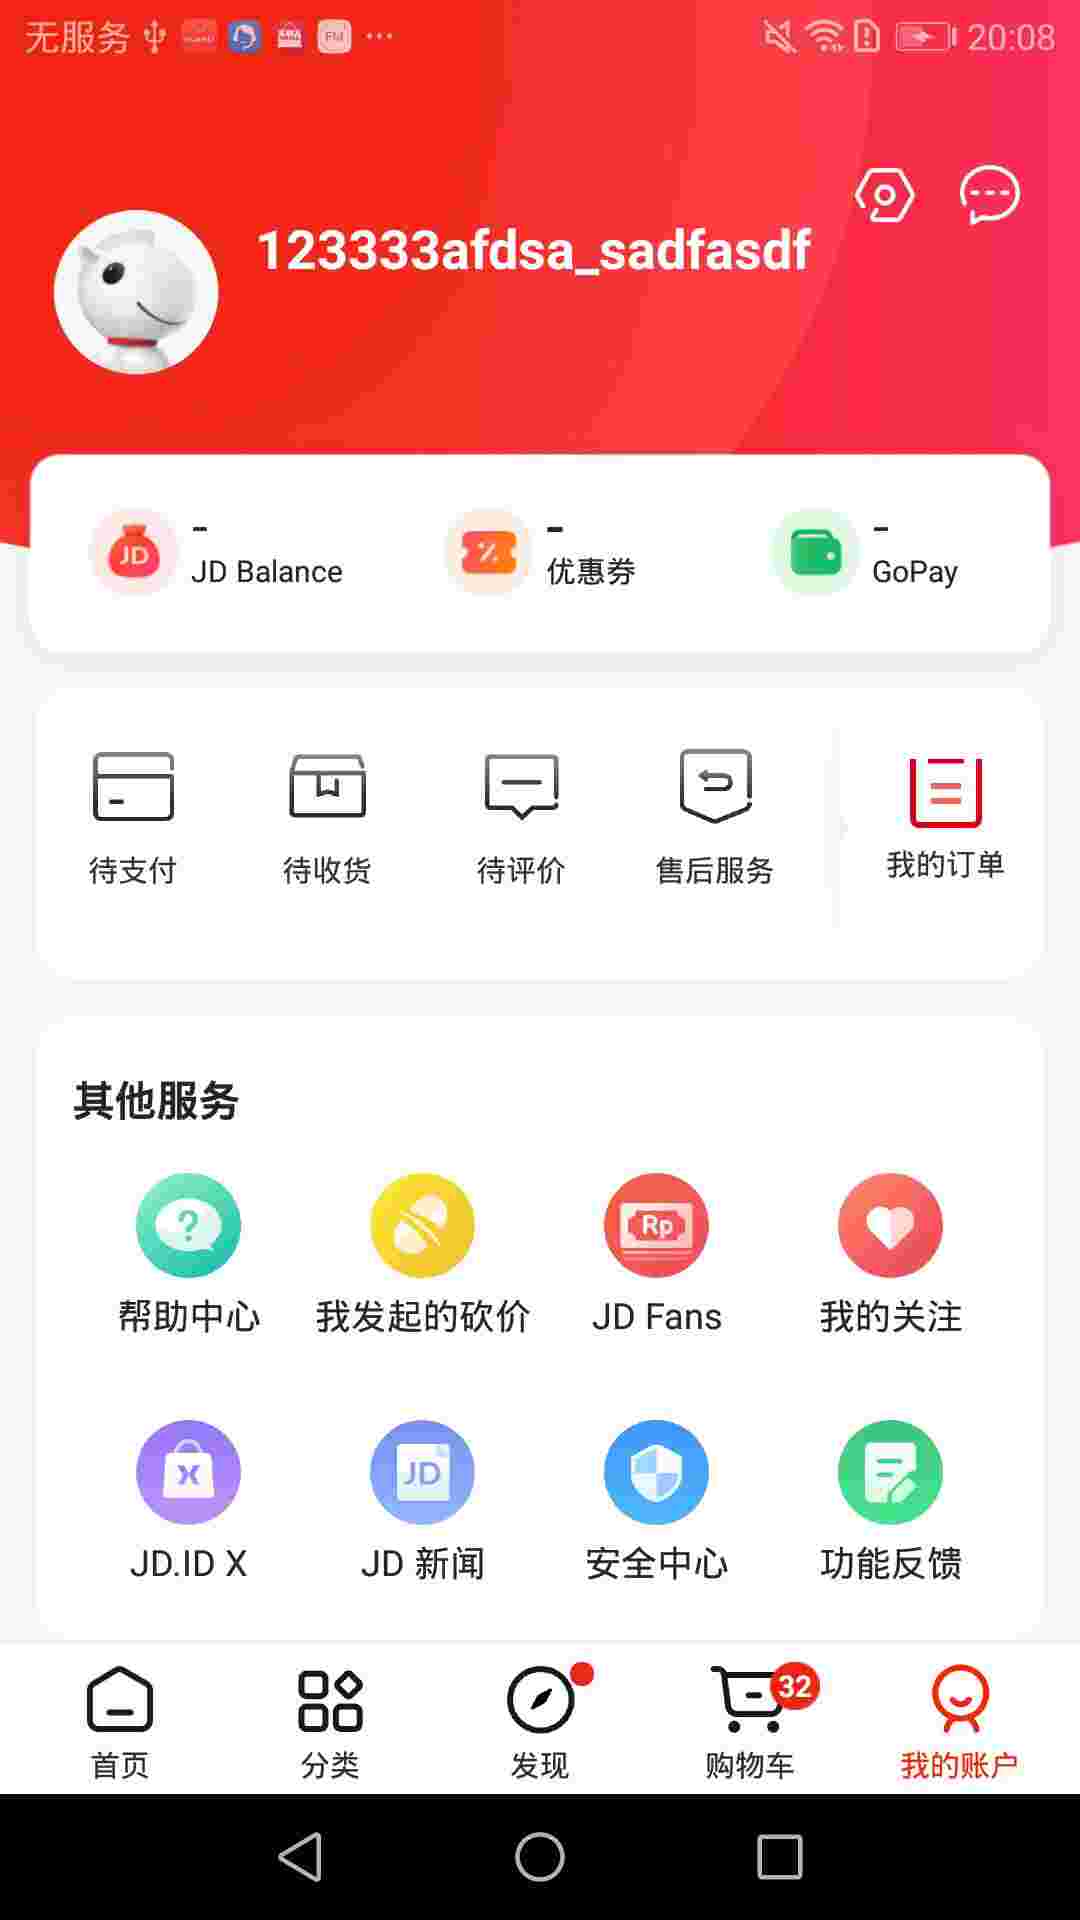 无服务 20:08
123333afdsa_sadfasdf
- - -
JD
JD Balance 优惠券 GoPay
待支付 待收货 待评价 售后服务 我的订单
其他服务
? Rp
帮助中心 我发起的砍价 JD Fans 我的关注
X JD
JD.ID X JD 新闻 安全中心 功能反馈
32
首页 分类 发现 购物车 我的账户